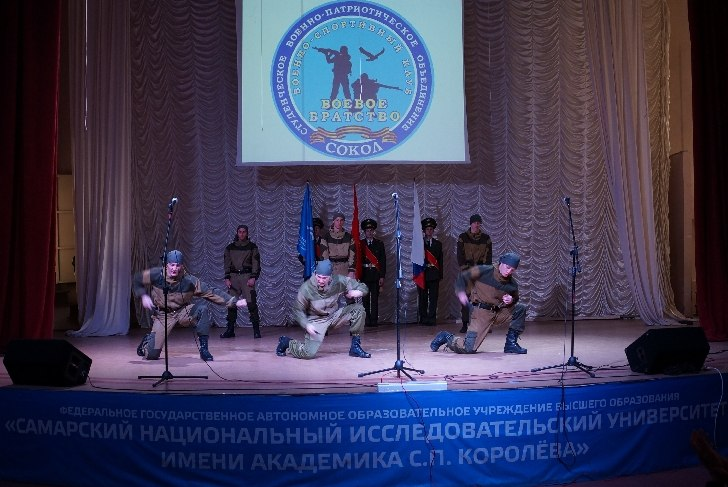 СТУДЕНЧЕСКОЕ ВОЕННО-ПАТРИОТИЧЕСКОЕ ОБЪЕДИНЕНИЕ
ВОЕННО-СПОРТИВНЫЙ КЛУБ
БОЕВОЕ
БРАТСТВО
СОКОЛ
ФЕДЕРАЛЬНОЕ ГОСУДАРСТВЕННОЕ АВТОНОМНОЕ ОБРАЗОВАТЕЛЬНОЕ УЧРЕЖДЕНИЕ ВЫСШЕГО ОБРАЗОВАНИЯ
«САМАРСКИЙ НАЦИОНАЛЬНЫЙ ИССЛЕДОВАТЕЛЬСКИЙ УНИВЕРСИТЕ
ИМЕНИ АКАДЕМИКА С.П. КОРОЛЁВА»